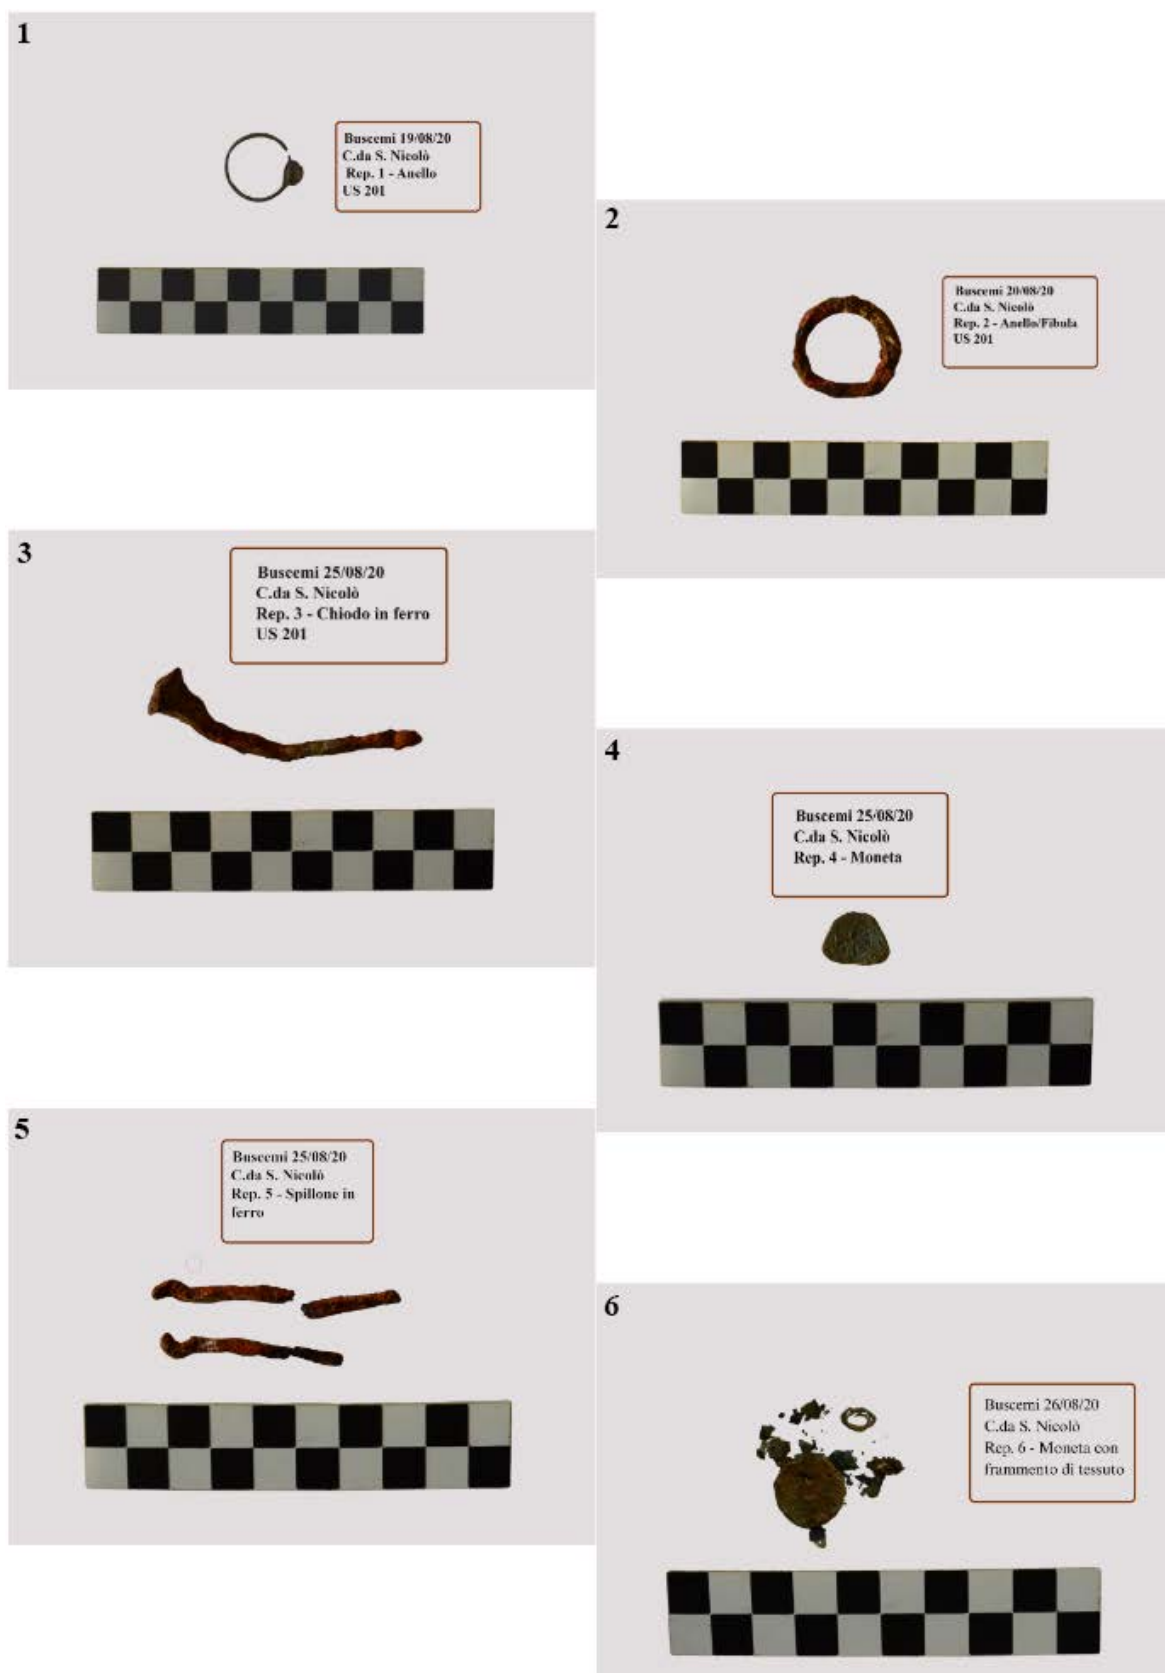 1
Buscemi 19/08/20
C.da S. Nicolò
Rep. 1 - Anello
US 201
2
Buscemi 20/08/20
C.da S. Nicolò
Rep. 2 - Anello/Fibula
US 201
3
Buscemi 25/08/20
C.da S. Nicolò
Rep. 3 - Chiodo in ferro
US 201
4
Buscemi 25/08/20
C.da S. Nicolò
Rep. 4 - Moneta
5
Buscemi 25/08/20
C.da S. Nicolò
Rep. 5 - Spillone in
ferro
6
Buscemi 26/08/20
C.da S. Nicolò
Rep. 6 - Moneta con
frammento di tessuto